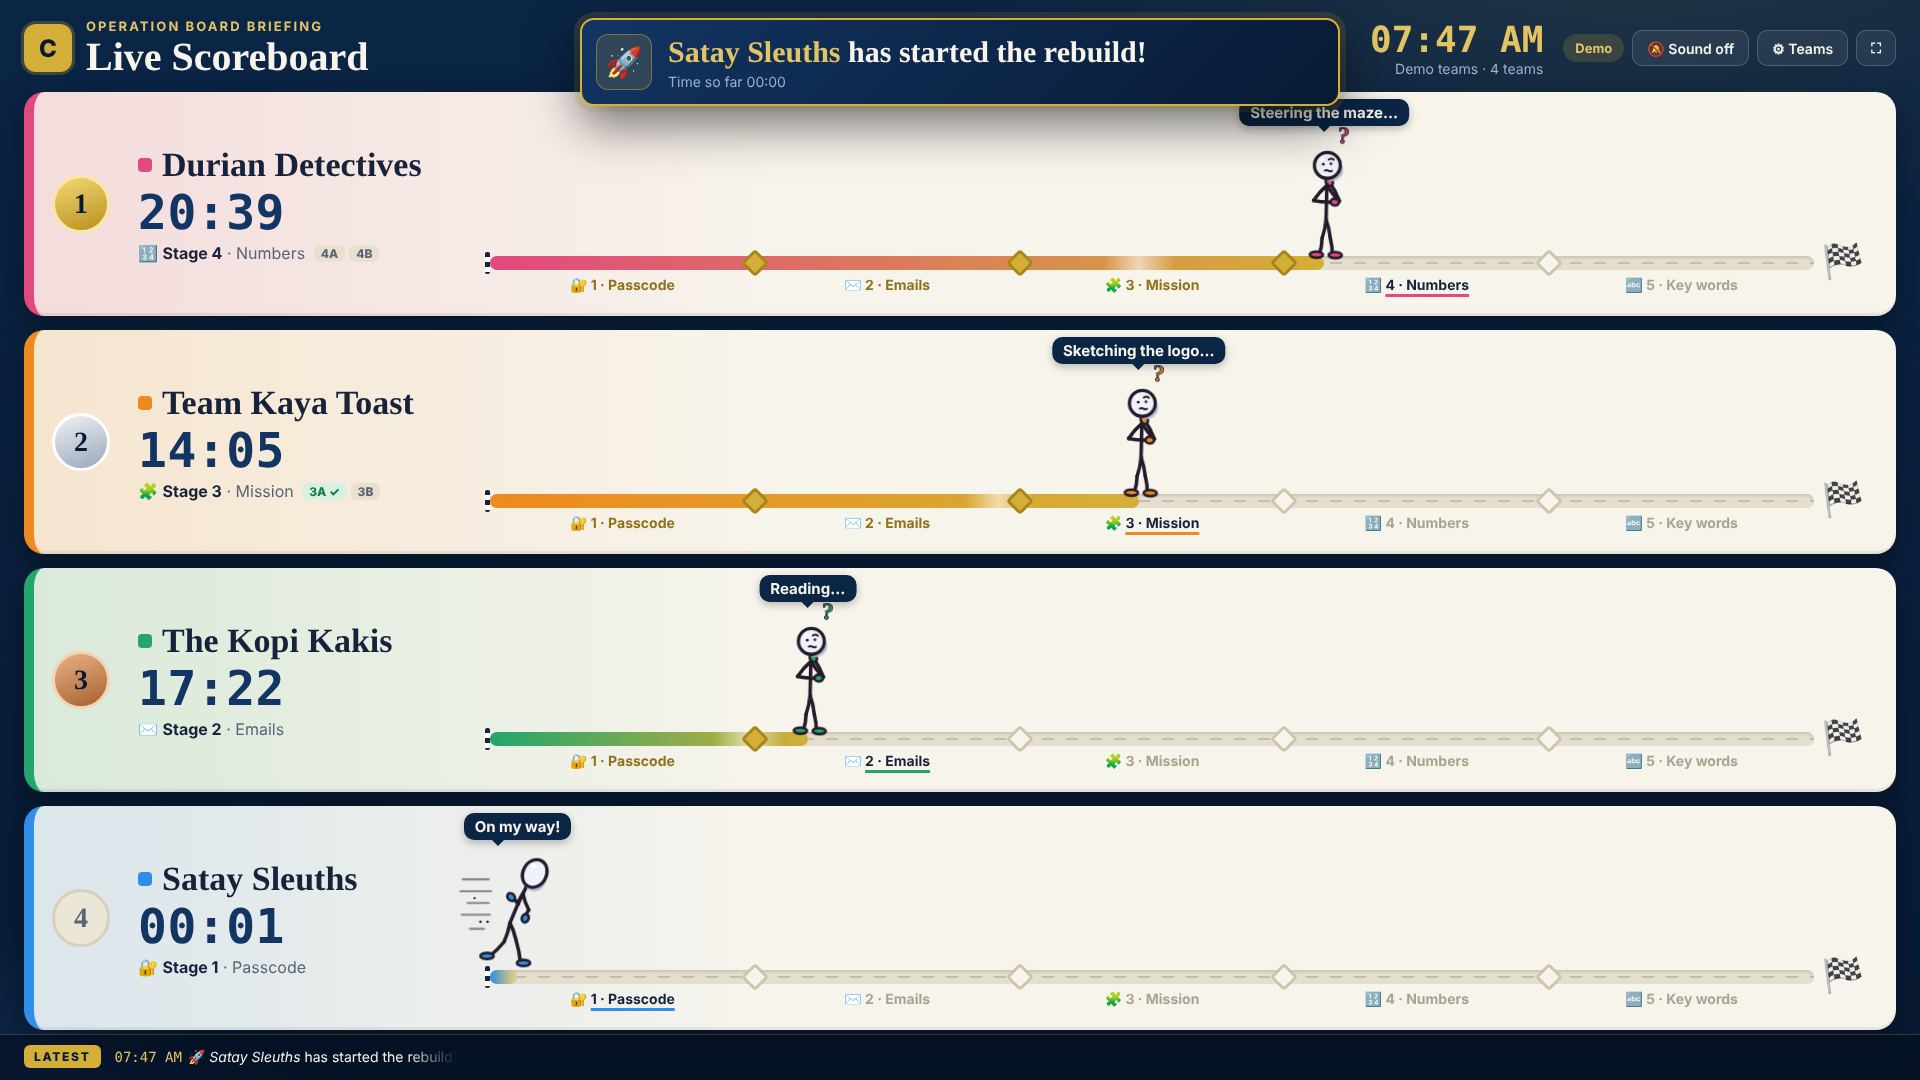 C
OPERATION BOARD BRIEFING
Live Scoreboard
Satay Sleuths has started the rebuild!
Time so far 00:00
07:47 AM
Demo teams · 4 teams
Demo
Sound off
Teams
Steering the maze...
?
1
Durian Detectives
20:39
Stage 4 · Numbers 4A 4B
1 · Passcode 2 · Emails 3 · Mission 4 · Numbers 5 · Key words
Sketching the logo...
?
2
Team Kaya Toast
14:05
Stage 3 · Mission 3A ✓ 3B
1 · Passcode 2 · Emails 3 · Mission 4 · Numbers 5 · Key words
Reading...
?
3
The Kopi Kakis
17:22
Stage 2 · Emails
1 · Passcode 2 · Emails 3 · Mission 4 · Numbers 5 · Key words
On my way!
4
Satay Sleuths
00:01
Stage 1 · Passcode
1 · Passcode 2 · Emails 3 · Mission 4 · Numbers 5 · Key words
LATEST 07:47 AM Satay Sleuths has started the rebuild!